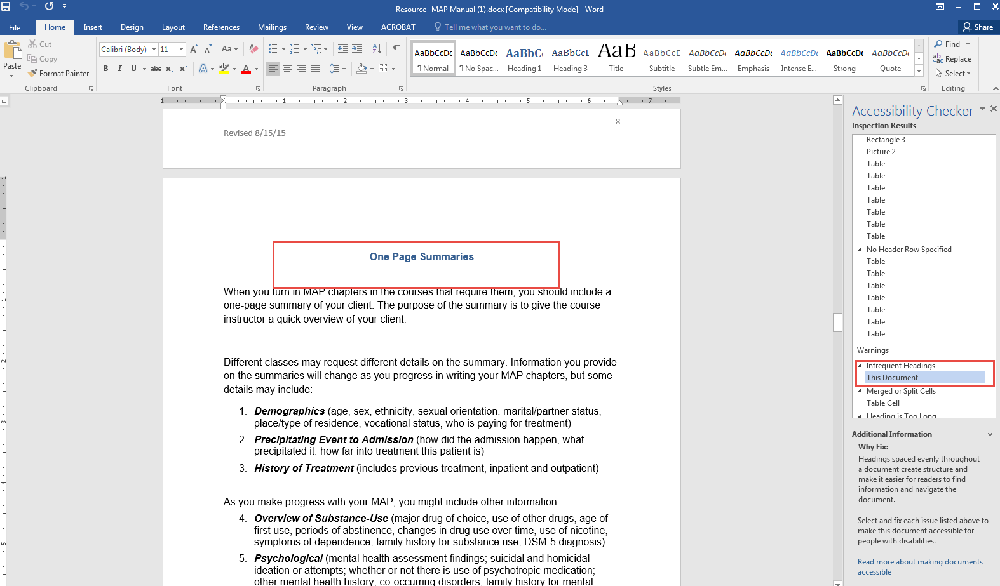 Resource- MAP Manual (1).docx [Compatibility Mode] - Word
File Home Insert Design Layout References Mailings Review View ACROBAT Tell me what you want to do... Share
Paste
Cut
Copy
Format Painter
Clipboard
Calibri (Body) 11
Font
Paragraph
AaBbCcDc AaBbCcDc AaBbC AaBbCcI AaB AaBbCcD AaBbCcDc AaBbCcDc AaBbCcDc AaBbCcDc AaBbCcDc
¶ Normal ¶ No Spac... Heading 1 Heading 3 Title Subtitle Subtle Em... Emphasis Intense E... Strong Quote
Styles
Find
Replace
Select
Editing
1 1 2 3 4 5 6 7
8
Revised 8/15/15
One Page Summaries
When you turn in MAP chapters in the courses that require them, you should include a
one-page summary of your client. The purpose of the summary is to give the course
instructor a quick overview of your client.
Different classes may request different details on the summary. Information you provide
on the summaries will change as you progress in writing your MAP chapters, but some
details may include:
1. Demographics (age, sex, ethnicity, sexual orientation, marital/partner status,
place/type of residence, vocational status, who is paying for treatment)
2. Precipitating Event to Admission (how did the admission happen, what
precipitated it; how far into treatment this patient is)
3. History of Treatment (includes previous treatment, inpatient and outpatient)
As you make progress with your MAP, you might include other information
4. Overview of Substance-Use (major drug of choice, use of other drugs, age of
first use, periods of abstinence, changes in drug use over time, use of nicotine,
symptoms of dependence, family history for substance use, DSM-5 diagnosis)
5. Psychological (mental health assessment findings; suicidal and homicidal
ideation or attempts; whether or not there is use of psychotropic medication;
other mental health history, co-occurring disorders; family history for mental
Accessibility Checker
Inspection Results
Rectangle 3
Picture 2
Table
Table
Table
Table
Table
Table
Table
No Header Row Specified
Table
Table
Table
Table
Table
Table
Table
Warnings
Infrequent Headings
This Document
Merged or Split Cells
Table Cell
Heading is Too Long
Additional Information
Why Fix:
Headings spaced evenly throughout
a document create structure and
make it easier for readers to find
information and navigate the
document.
Select and fix each issue listed above to
make this document accessible for
people with disabilities.
Read more about making documents
accessible